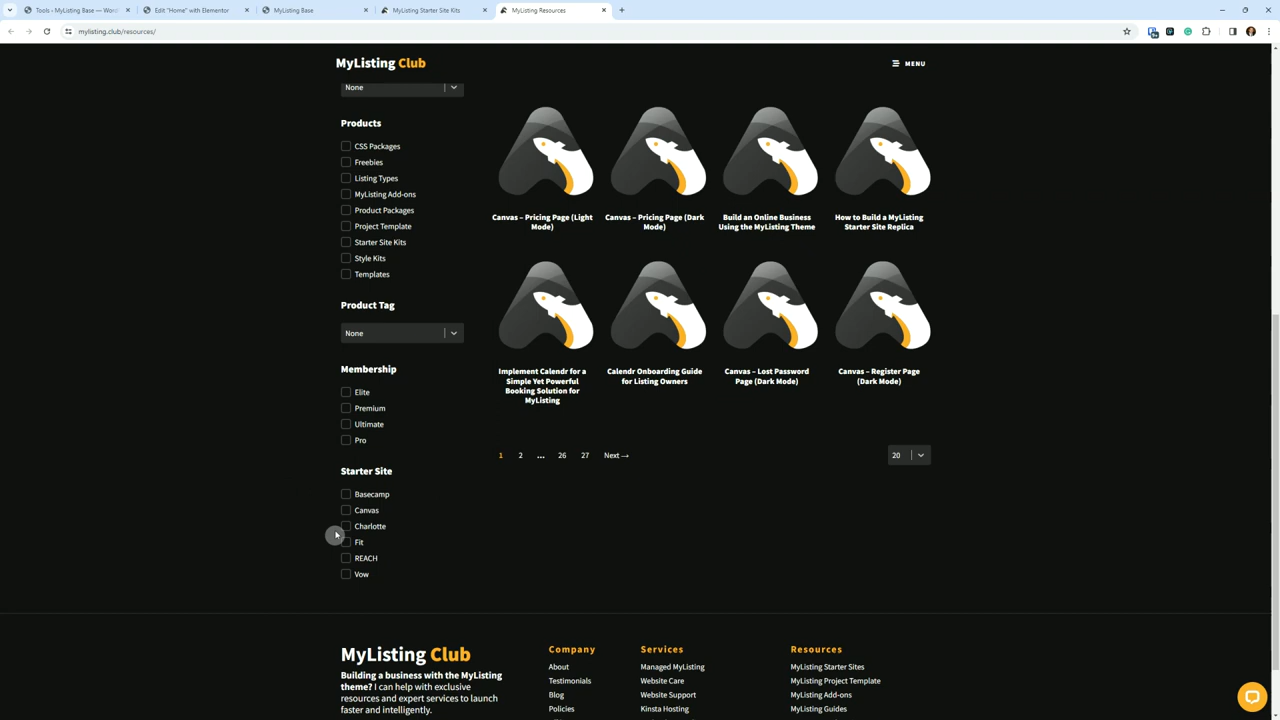 Tools ‹ MyListing Base — Word
Edit "Home" with Elementor
MyListing Base
MyListing Starter Site Kits
MyListing Resources
mylisting.club/resources/
MyListing Club
MENU
None
Products
CSS Packages
Freebies
Listing Types
MyListing Add-ons
Product Packages
Project Template
Starter Site Kits
Style Kits
Templates
Product Tag
None
Membership
Elite
Premium
Ultimate
Pro
Starter Site
Basecamp
Canvas
Charlotte
Fit
REACH
Vow
Canvas – Pricing Page (Light
Mode)
Canvas – Pricing Page (Dark
Mode)
Build an Online Business
Using the MyListing Theme
How to Build a MyListing
Starter Site Replica
Implement Calendr for a
Simple Yet Powerful
Booking Solution for
MyListing
Calendr Onboarding Guide
for Listing Owners
Canvas – Lost Password
Page (Dark Mode)
Canvas – Register Page
(Dark Mode)
1 2 ... 26 27 Next →
20
MyListing Club
Building a business with the MyListing
theme? I can help with exclusive
resources and expert services to launch
faster and intelligently.
Company
About
Testimonials
Blog
Policies
Services
Managed MyListing
Website Care
Website Support
Kinsta Hosting
Resources
MyListing Starter Sites
MyListing Project Template
MyListing Add-ons
MyListing Guides